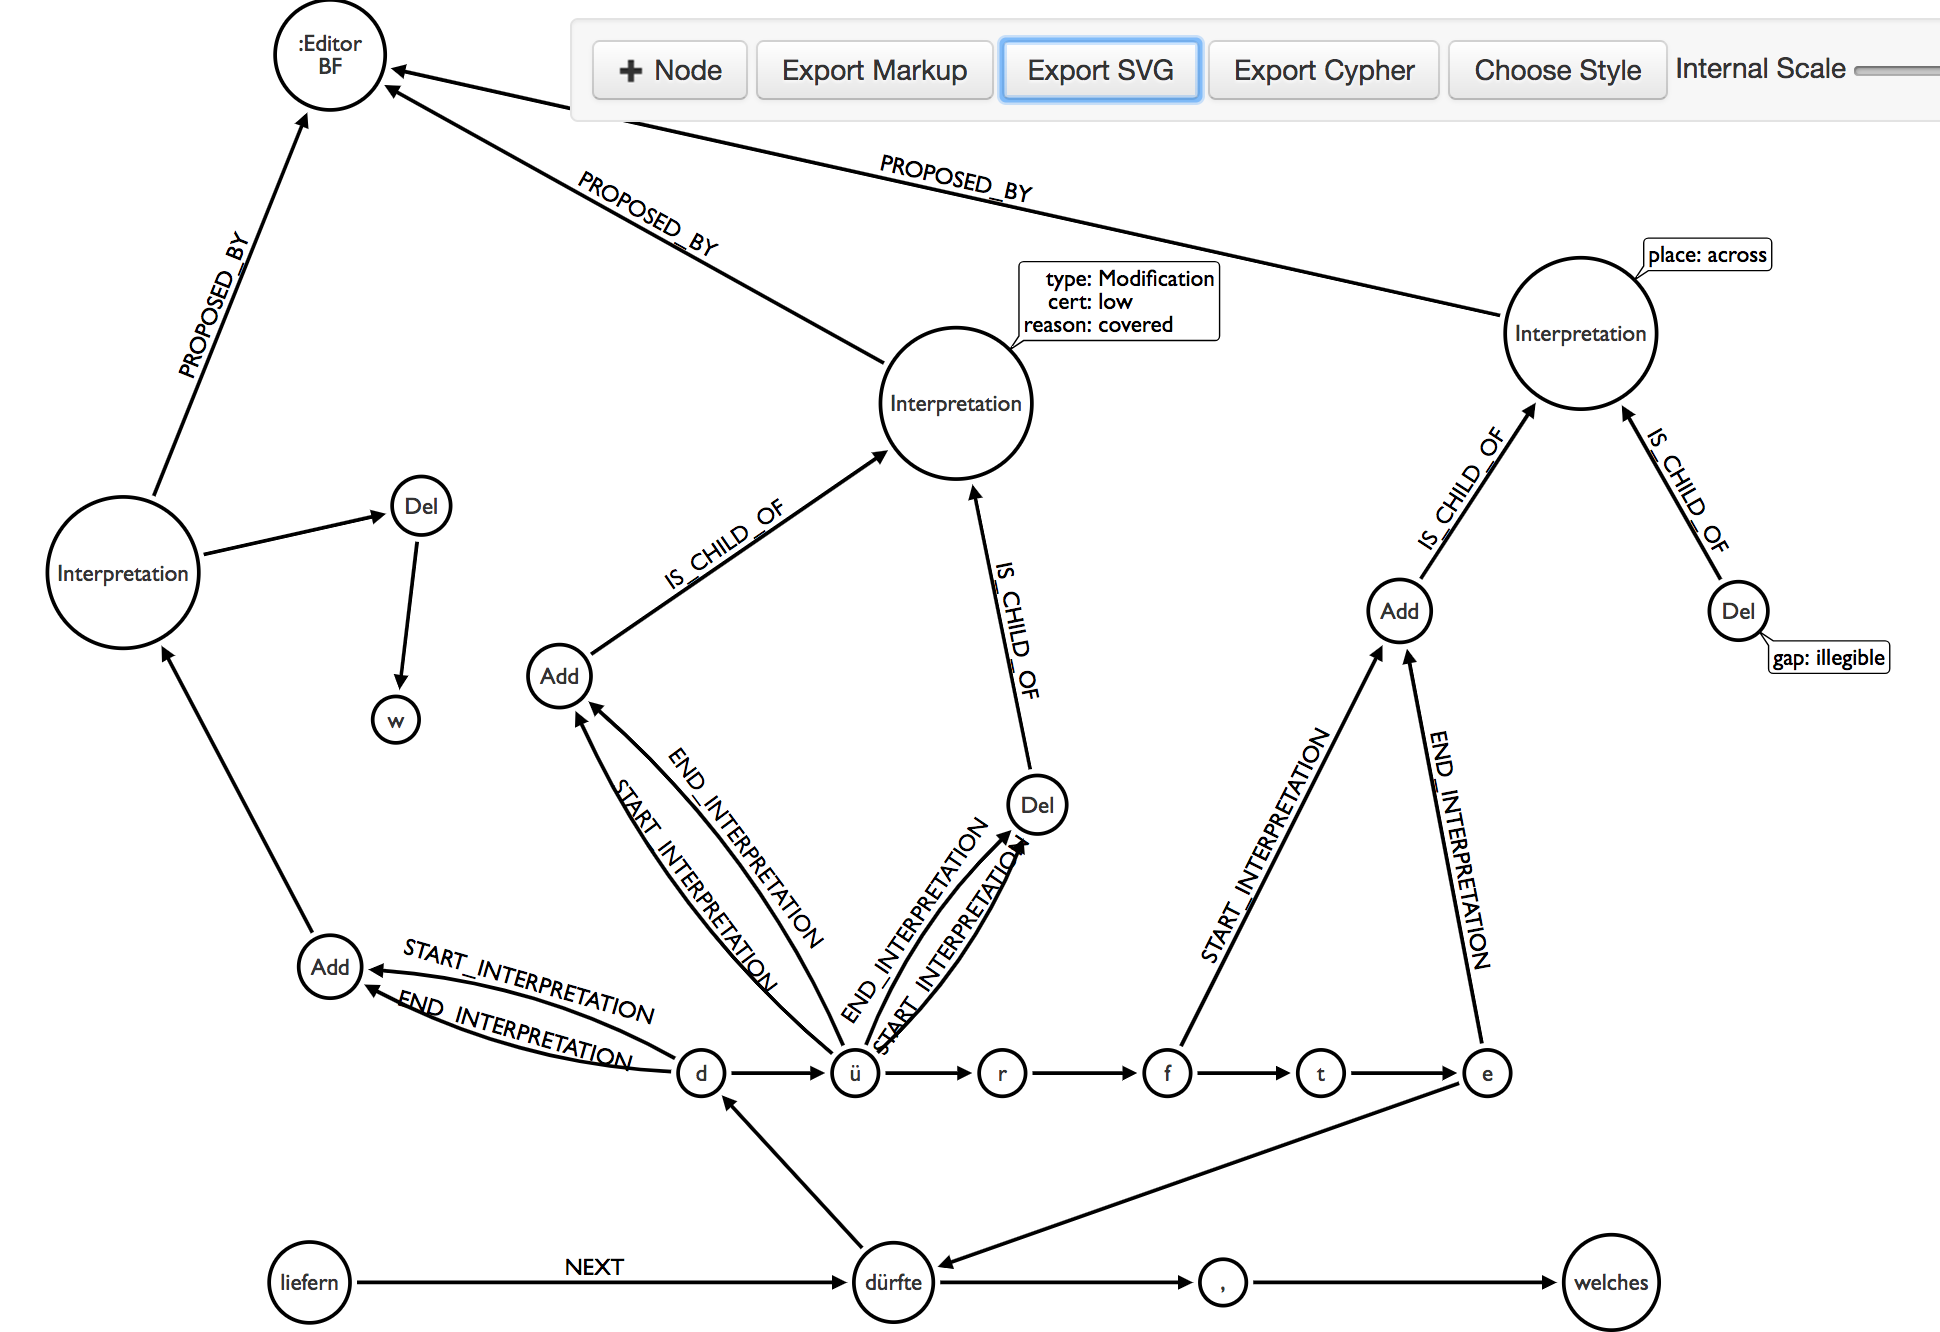 :Editor
BF
+ Node
Export Markup
Export SVG
Export Cypher
Choose Style
Internal Scale
PROPOSED_BY
PROPOSED_BY
PROPOSED_BY
place: across
type: Modification
cert: low
reason: covered
Interpretation
Interpretation
Interpretation
IS_CHILD_OF
IS_CHILD_OF
IS_CHILD_OF
IS_CHILD_OF
Del
w
Add
Add
Del
gap: illegible
Del
START_INTERPRETATION
END_INTERPRETATION
END_INTERPRETATION
START_INTERPRETATION
START_INTERPRETATION
END_INTERPRETATION
Add
START_INTERPRETATION
END_INTERPRETATION
d
ü
r
f
t
e
liefern
NEXT
dürfte
,
welches